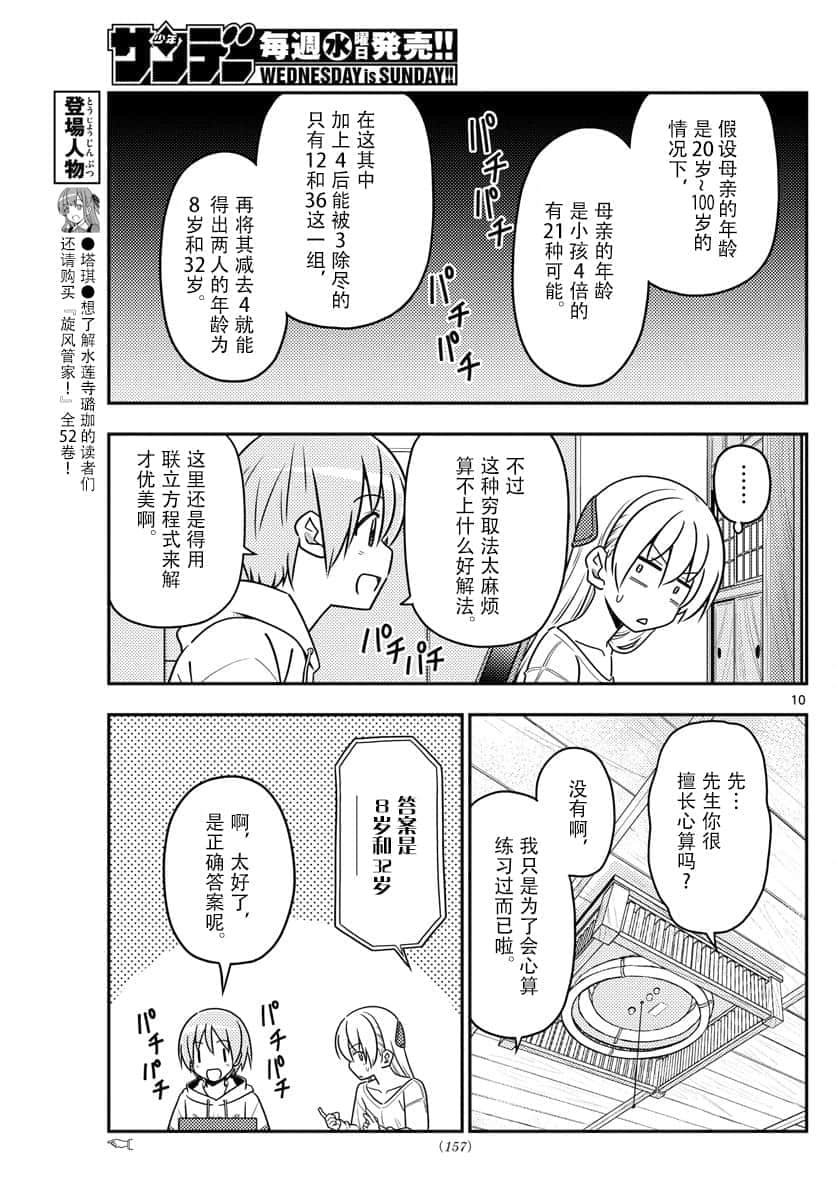 少年サンデー 毎週水曜日発売!!
WEDNESDAY is SUNDAY!!
假设母亲的年龄
是20岁~100岁的
情况下,
母亲的年龄
是小孩4倍的
有21种可能。
パチ
パチ
パチ
在这其中
加上4后能被3除尽的
只有12和36这一组,
再将其减去4就能
得出两人的年龄为
8岁和32岁。
登場人物
とうじょうじんぶつ
●塔琪●想了解水莲寺璐珈的读者们
还请购买『旋风管家!』全52卷!
……
不过
这种穷取法太麻烦
算不上什么好解法。
这里还是得用
联立方程式来解
才优美啊。
パチ
パチ
10
先…
先生你很
擅长心算吗?
没有啊,
我只是为了会心算
练习过而已啦。
答案是
8岁和32岁
啊,太好了,
是正确答案呢。
パチ
パチ
パチ
パチ
(157)